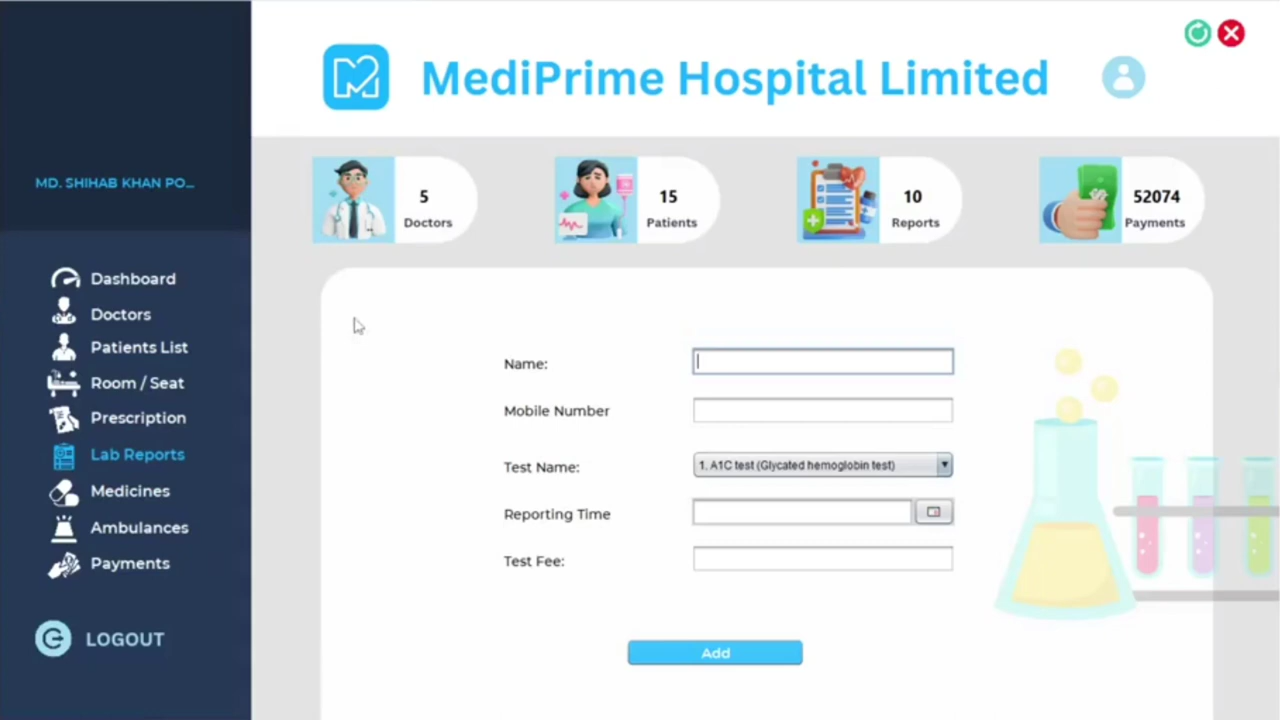 MediPrime Hospital Limited
MD. SHIHAB KHAN PO...
5
Doctors
15
Patients
10
Reports
52074
Payments
Dashboard
Doctors
Patients List
Room / Seat
Prescription
Lab Reports
Medicines
Ambulances
Payments
LOGOUT
Name:
Mobile Number
Test Name:
1. A1C test (Glycated hemoglobin test)
Reporting Time
Test Fee:
Add